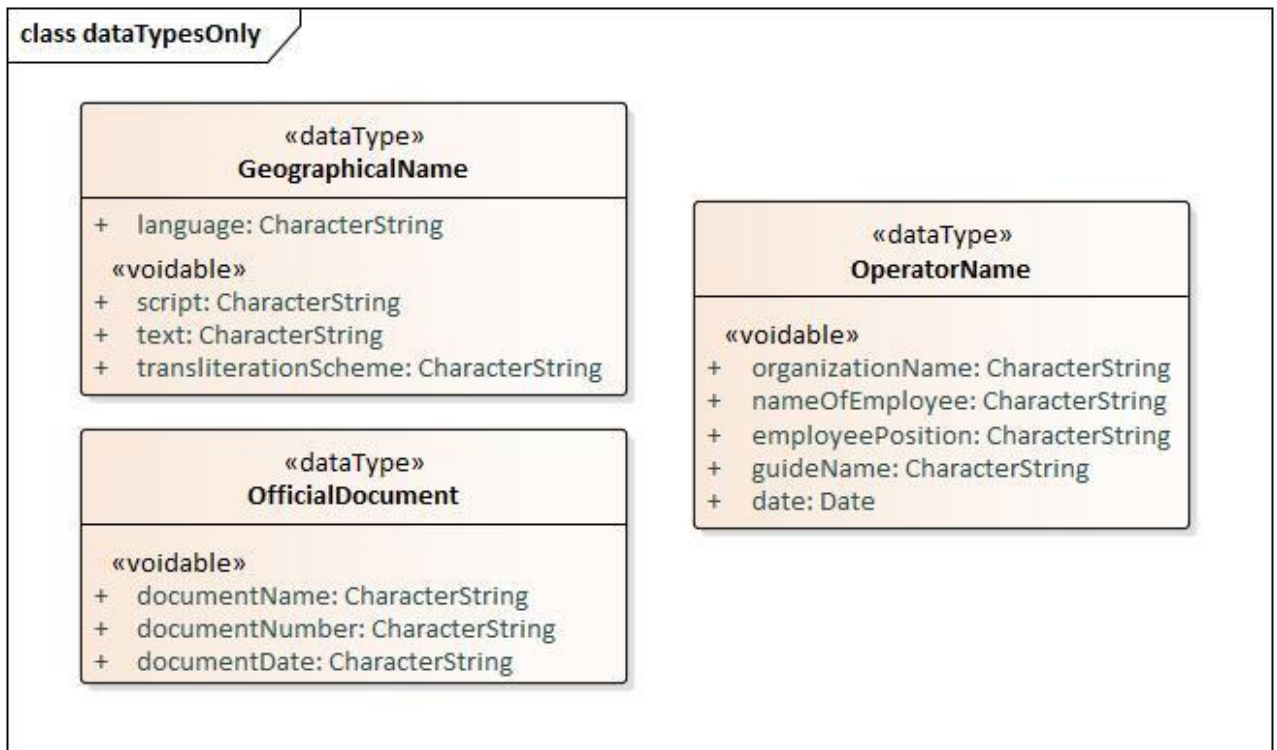 class dataTypesOnly
«dataType»
GeographicalName
+ language: CharacterString
«voidable»
+ script: CharacterString
+ text: CharacterString
+ transliterationScheme: CharacterString
«dataType»
OfficialDocument
«voidable»
+ documentName: CharacterString
+ documentNumber: CharacterString
+ documentDate: CharacterString
«dataType»
OperatorName
«voidable»
+ organizationName: CharacterString
+ nameOfEmployee: CharacterString
+ employeePosition: CharacterString
+ guideName: CharacterString
+ date: Date